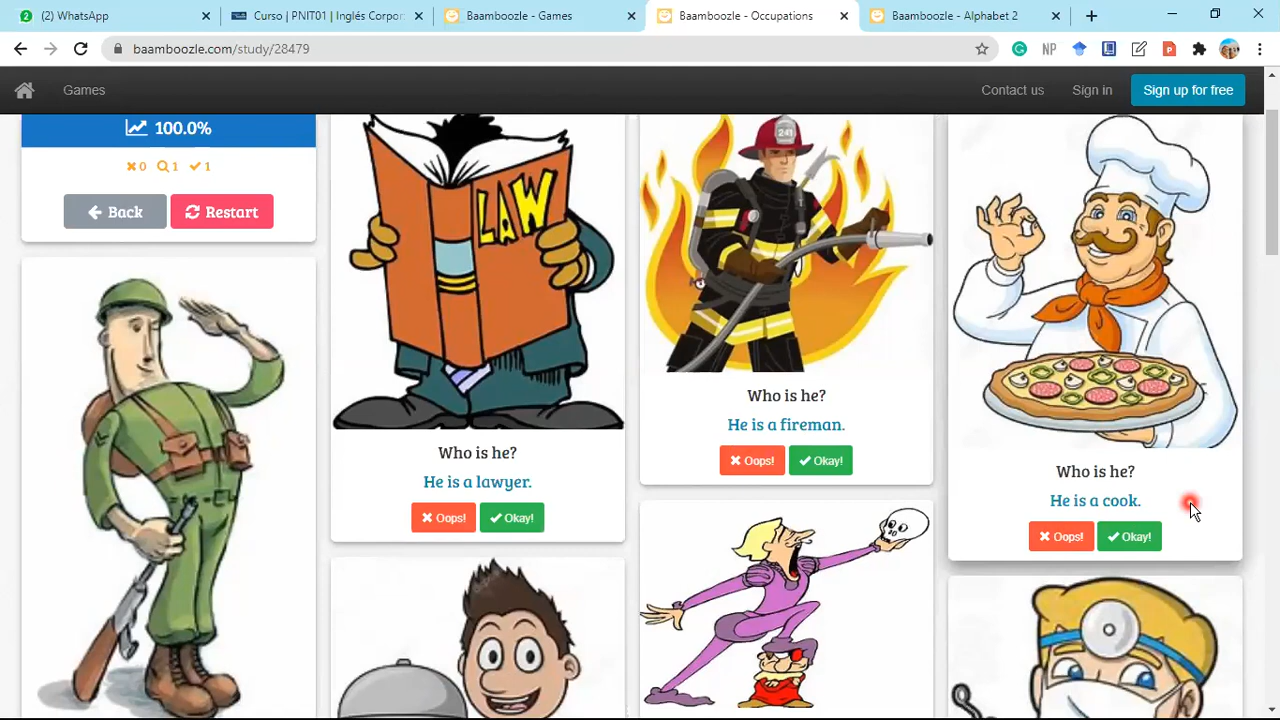 (2) WhatsApp
Curso | PNIT01 | Inglés Corpor
Baamboozle - Games
Baamboozle - Occupations
Baamboozle - Alphabet 2
baamboozle.com/study/28479
NP
Games
Contact us
Sign in
Sign up for free
100.0%
0 1 1
Back
Restart
LAW
Who is he?
He is a lawyer.
Oops!
Okay!
241
Who is he?
He is a fireman.
Oops!
Okay!
Who is he?
He is a cook.
Oops!
Okay!